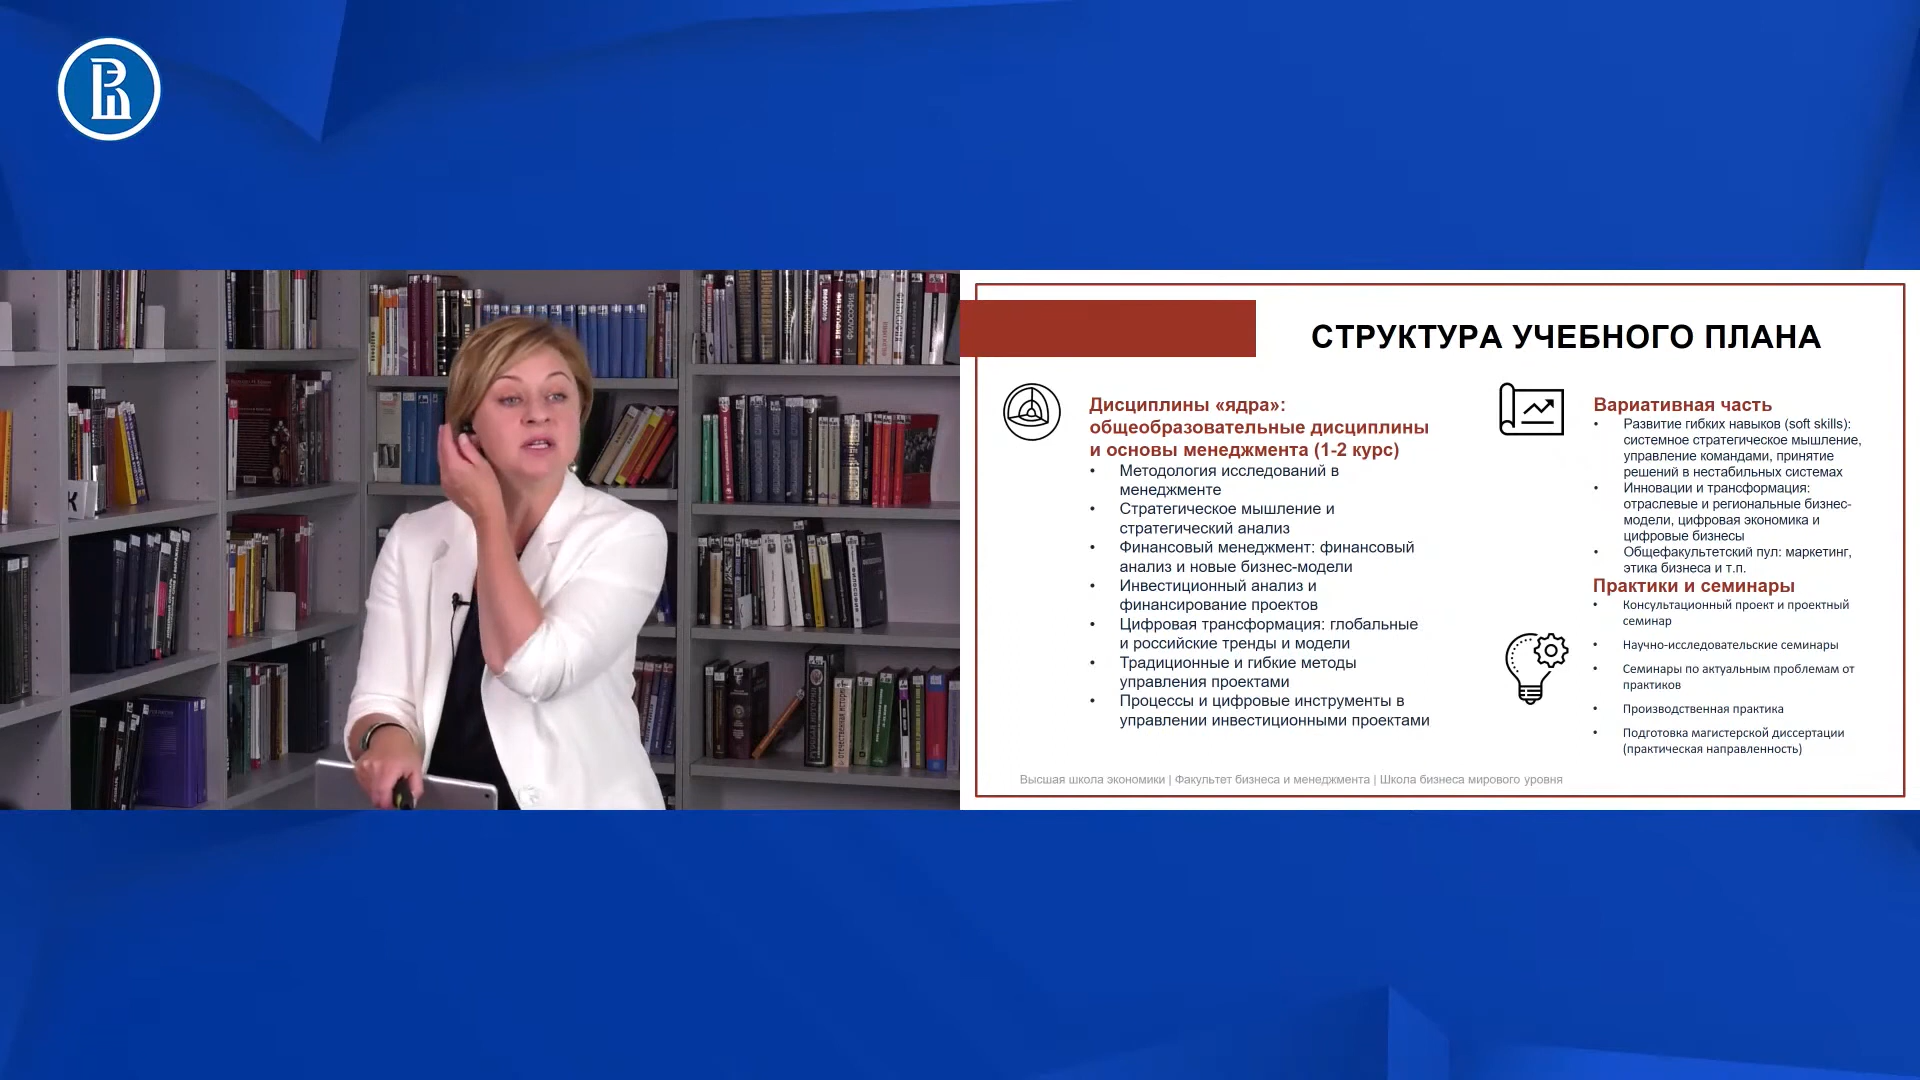 СТРУКТУРА УЧЕБНОГО ПЛАНА
Дисциплины «ядра»:
общеобразовательные дисциплины
и основы менеджмента (1-2 курс)
• Методология исследований в
менеджменте
• Стратегическое мышление и
стратегический анализ
• Финансовый менеджмент: финансовый
анализ и новые бизнес-модели
• Инвестиционный анализ и
финансирование проектов
• Цифровая трансформация: глобальные
и российские тренды и модели
• Традиционные и гибкие методы
управления проектами
• Процессы и цифровые инструменты в
управлении инвестиционными проектами
Вариативная часть
• Развитие гибких навыков (soft skills):
системное стратегическое мышление,
управление командами, принятие
решений в нестабильных системах
• Инновации и трансформация:
отраслевые и региональные бизнес-
модели, цифровая экономика и
цифровые бизнесы
• Общефакультетский пул: маркетинг,
этика бизнеса и т.п.
Практики и семинары
• Консультационный проект и проектный
семинар
• Научно-исследовательские семинары
• Семинары по актуальным проблемам от
практиков
• Производственная практика
• Подготовка магистерской диссертации
(практическая направленность)
Высшая школа экономики | Факультет бизнеса и менеджмента | Школа бизнеса мирового уровня